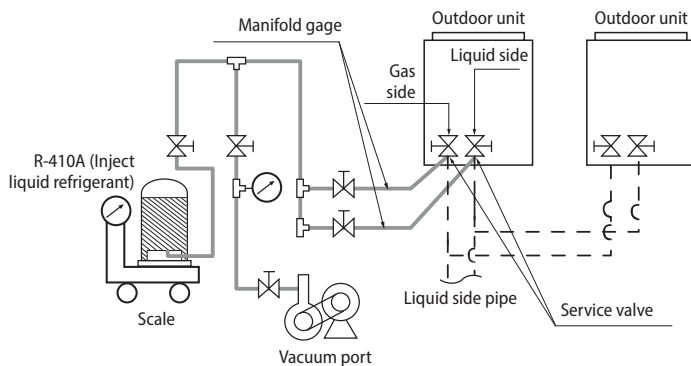 Manifold gage
Outdoor unit
Outdoor unit
Gas
side
Liquid side
R-410A (Inject
liquid refrigerant)
Scale
Vacuum port
Liquid side pipe
Service valve